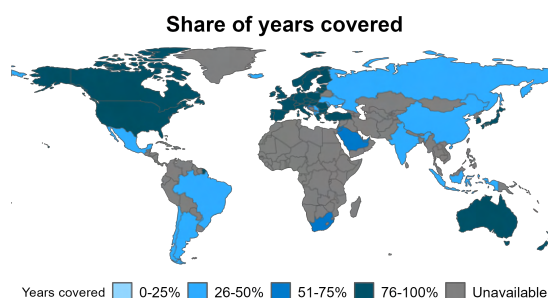 Share of years covered
Years covered 0-25% 26-50% 51-75% 76-100% Unavailable